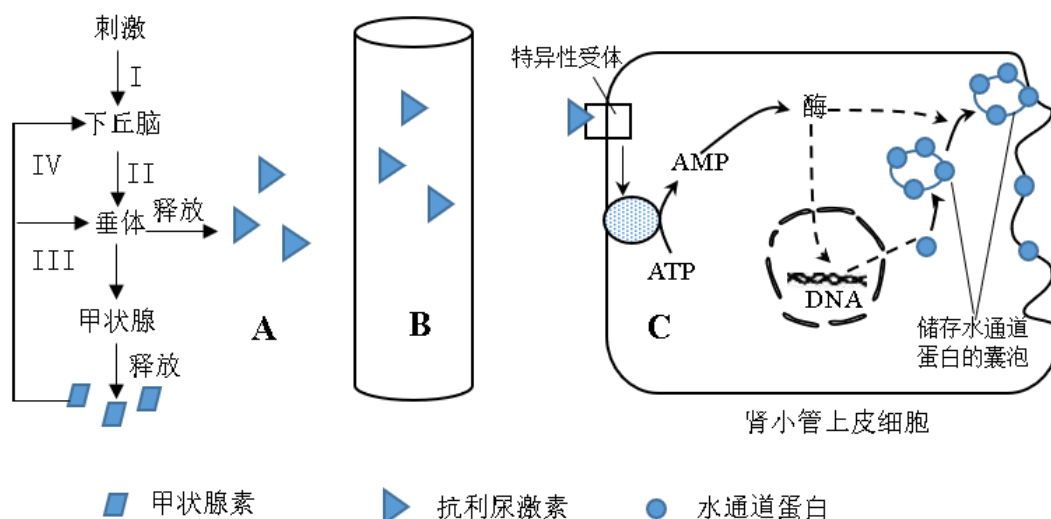 刺激
I
下丘脑
IV
II
垂体
释放
III
甲状腺
释放
A
B
特异性受体
酶
AMP
ATP
DNA
C
储存水通道
蛋白的囊泡
肾小管上皮细胞
甲状腺素
抗利尿激素
水通道蛋白